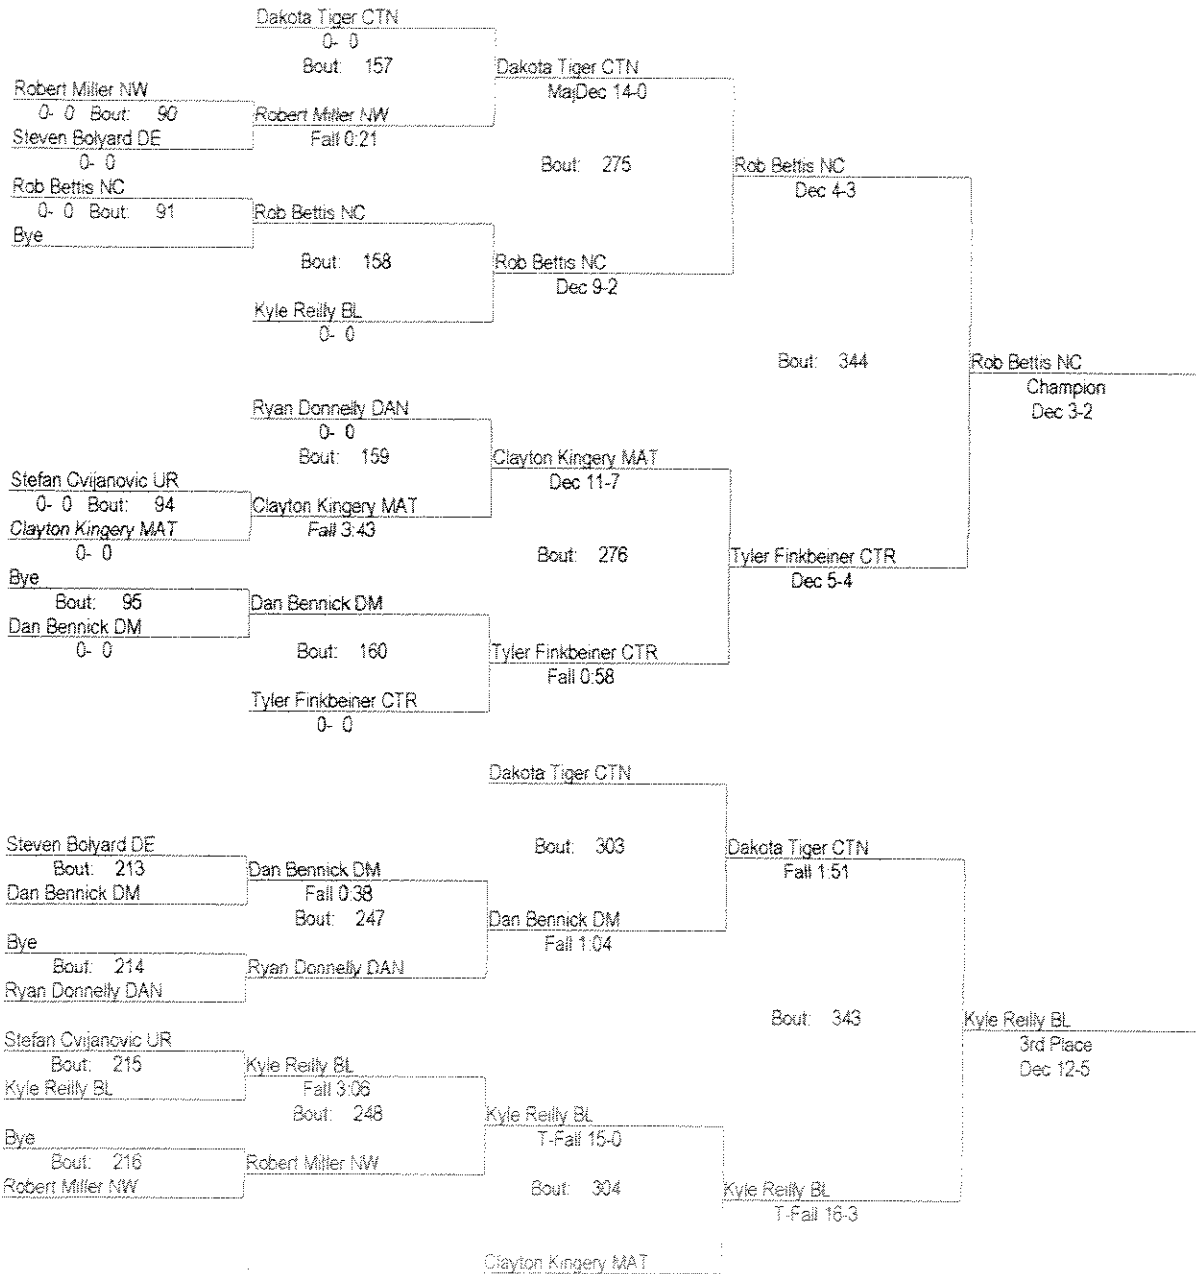 Dakota Tiger CTN
0- 0
Bout: 157
Dakota Tiger CTN
MajDec 14-0
Robert Miller NW
0- 0 Bout: 90
Robert Miller NW
Steven Bolyard DE
Fall 0:21
0- 0
Bout: 275
Rob Bettis NC
Dec 4-3
Rob Bettis NC
0- 0 Bout: 91
Rob Bettis NC
Bye
Bout: 158
Rob Bettis NC
Dec 9-2
Kyle Reilly BL
0- 0
Bout: 344
Rob Bettis NC
Champion
Dec 3-2
Ryan Donnelly DAN
0- 0
Bout: 159
Clayton Kingery MAT
Dec 11-7
Stefan Cvijanovic UR
0- 0 Bout: 94
Clayton Kingery MAT
Clayton Kingery MAT
Fall 3:43
0- 0
Bout: 276
Tyler Finkbeiner CTR
Dec 5-4
Bye
Bout: 95
Dan Bennick DM
Dan Bennick DM
0- 0
Bout: 160
Tyler Finkbeiner CTR
Fall 0:58
Tyler Finkbeiner CTR
0- 0
Dakota Tiger CTN
Bout: 303
Dakota Tiger CTN
Fall 1:51
Steven Bolyard DE
Bout: 213
Dan Bennick DM
Dan Bennick DM
Fall 0:38
Bout: 247
Dan Bennick DM
Fall 1:04
Bye
Bout: 214
Ryan Donnelly DAN
Ryan Donnelly DAN
Bout: 343
Kyle Reilly BL
3rd Place
Dec 12-5
Stefan Cvijanovic UR
Bout: 215
Kyle Reilly BL
Kyle Reilly BL
Fall 3:06
Bout: 248
Kyle Reilly BL
T-Fall 15-0
Bye
Bout: 216
Robert Miller NW
Robert Miller NW
Bout: 304
Kyle Reilly BL
T-Fall 16-3
Clayton Kingery MAT